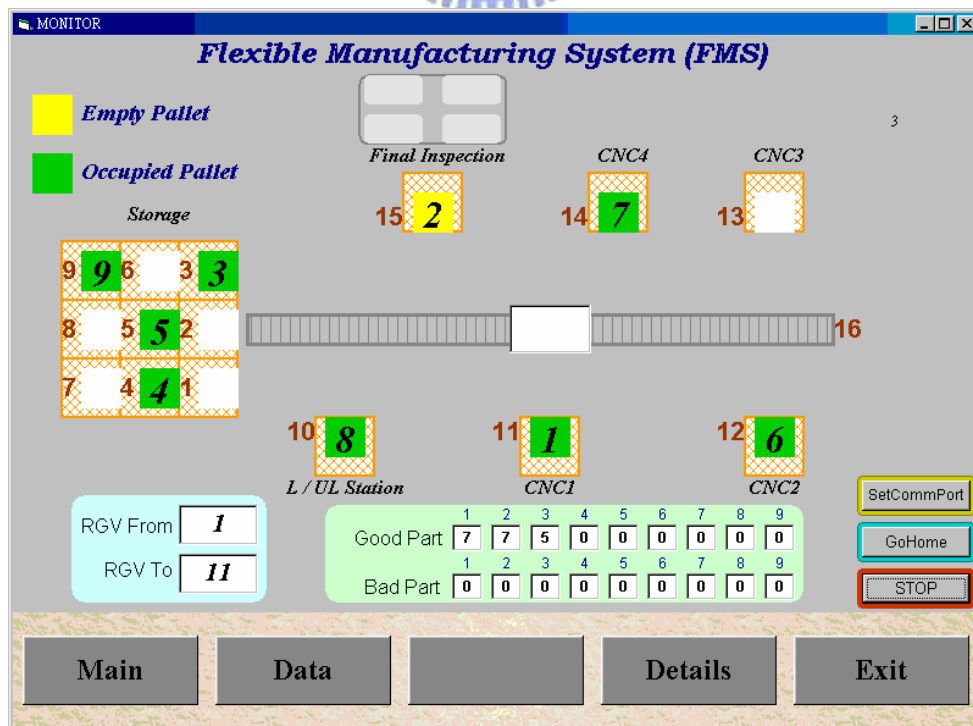 MONITOR
Flexible Manufacturing System (FMS)
Empty Pallet
3
Final Inspection CNC4 CNC3
Occupied Pallet
15 2 14 7 13
Storage
9 9 6 3 3
8 5 5 2
16
7 4 4 1
10 8 11 1 12 6
L / UL Station CNC1 CNC2
SetCommPort
RGV From 1
1 2 3 4 5 6 7 8 9
Good Part 7 7 5 0 0 0 0 0 0
GoHome
RGV To 11
1 2 3 4 5 6 7 8 9
Bad Part 0 0 0 0 0 0 0 0 0
STOP
Main Data Details Exit